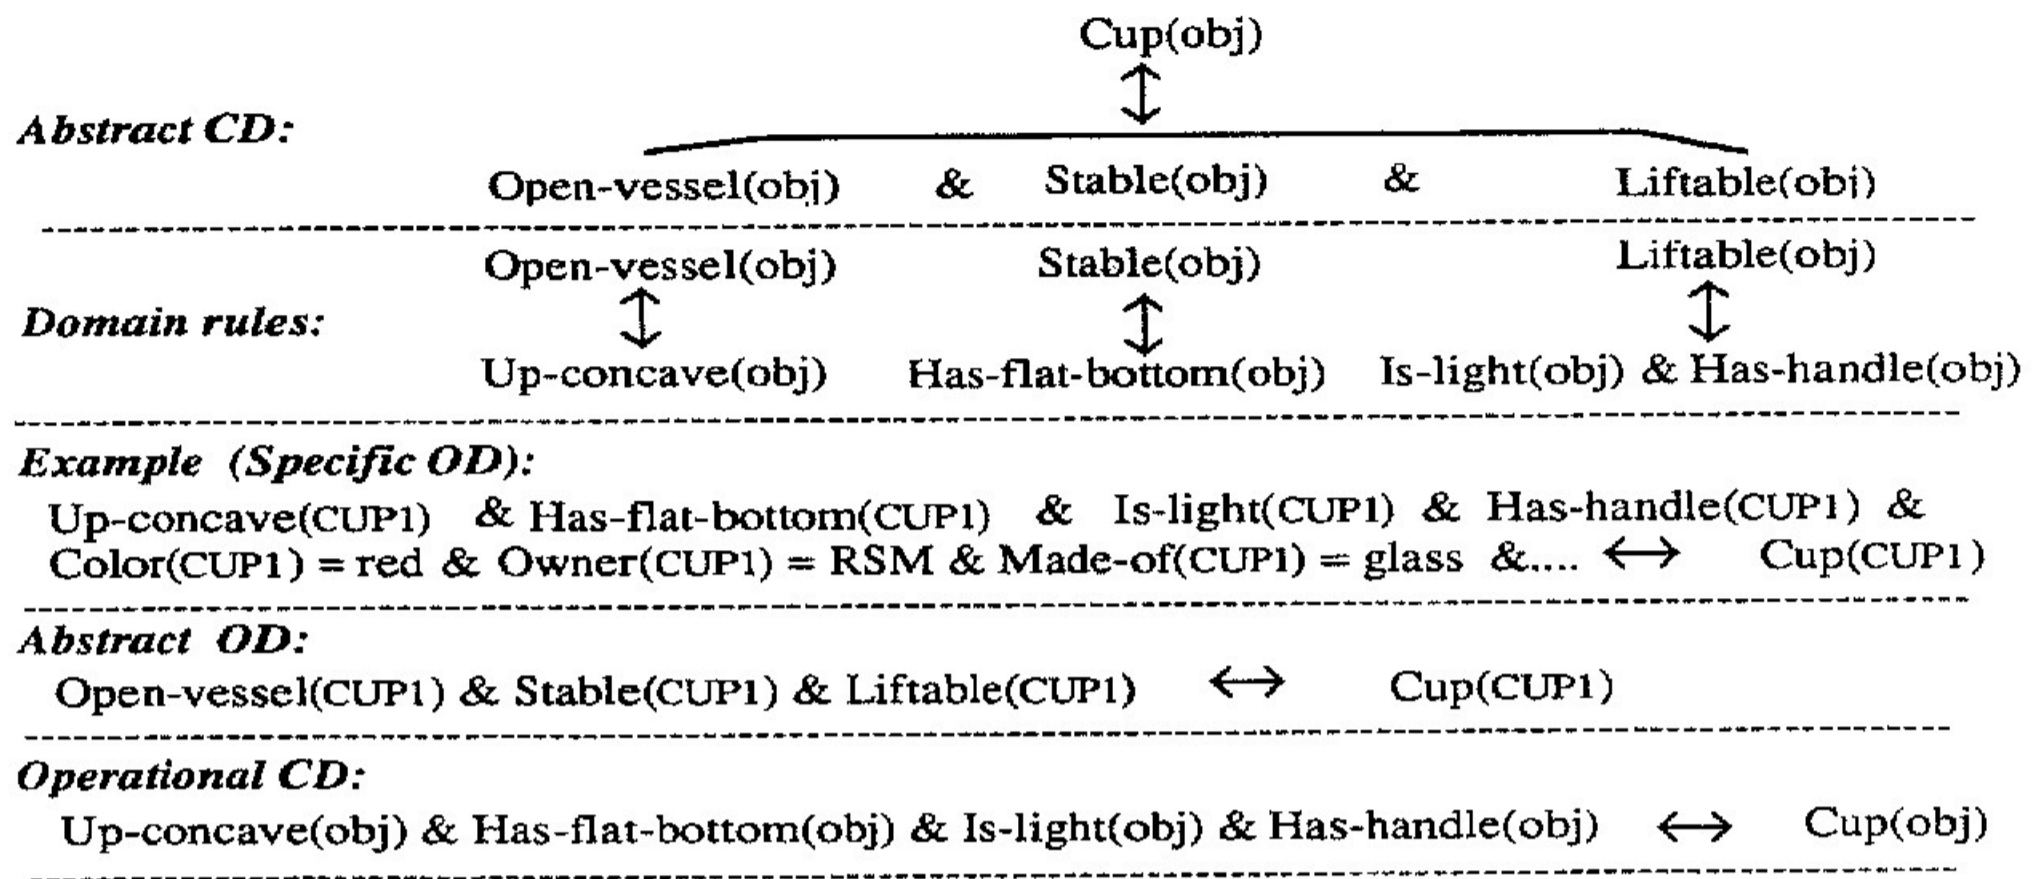 Cup(obj)
↕
Abstract CD:
Open-vessel(obj) & Stable(obj) & Liftable(obj)
Open-vessel(obj) Stable(obj) Liftable(obj)
Domain rules: ↕ ↕ ↕
Up-concave(obj) Has-flat-bottom(obj) Is-light(obj) & Has-handle(obj)
Example (Specific OD):
Up-concave(CUP1) & Has-flat-bottom(CUP1) & Is-light(CUP1) & Has-handle(CUP1) &
Color(CUP1) = red & Owner(CUP1) = RSM & Made-of(CUP1) = glass &.... ↔ Cup(CUP1)
Abstract OD:
Open-vessel(CUP1) & Stable(CUP1) & Liftable(CUP1) ↔ Cup(CUP1)
Operational CD:
Up-concave(obj) & Has-flat-bottom(obj) & Is-light(obj) & Has-handle(obj) ↔ Cup(obj)